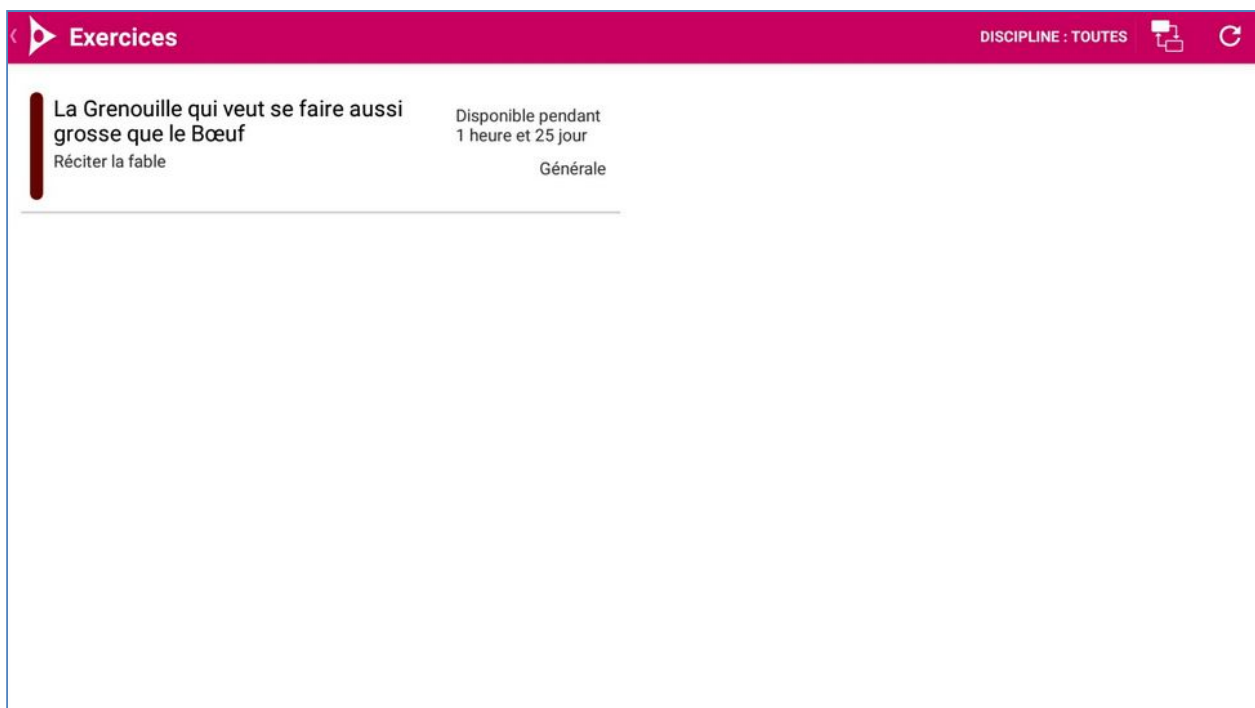 Exercices
DISCIPLINE : TOUTES
La Grenouille qui veut se faire aussi
grosse que le Bœuf
Réciter la fable
Disponible pendant
1 heure et 25 jour
Générale